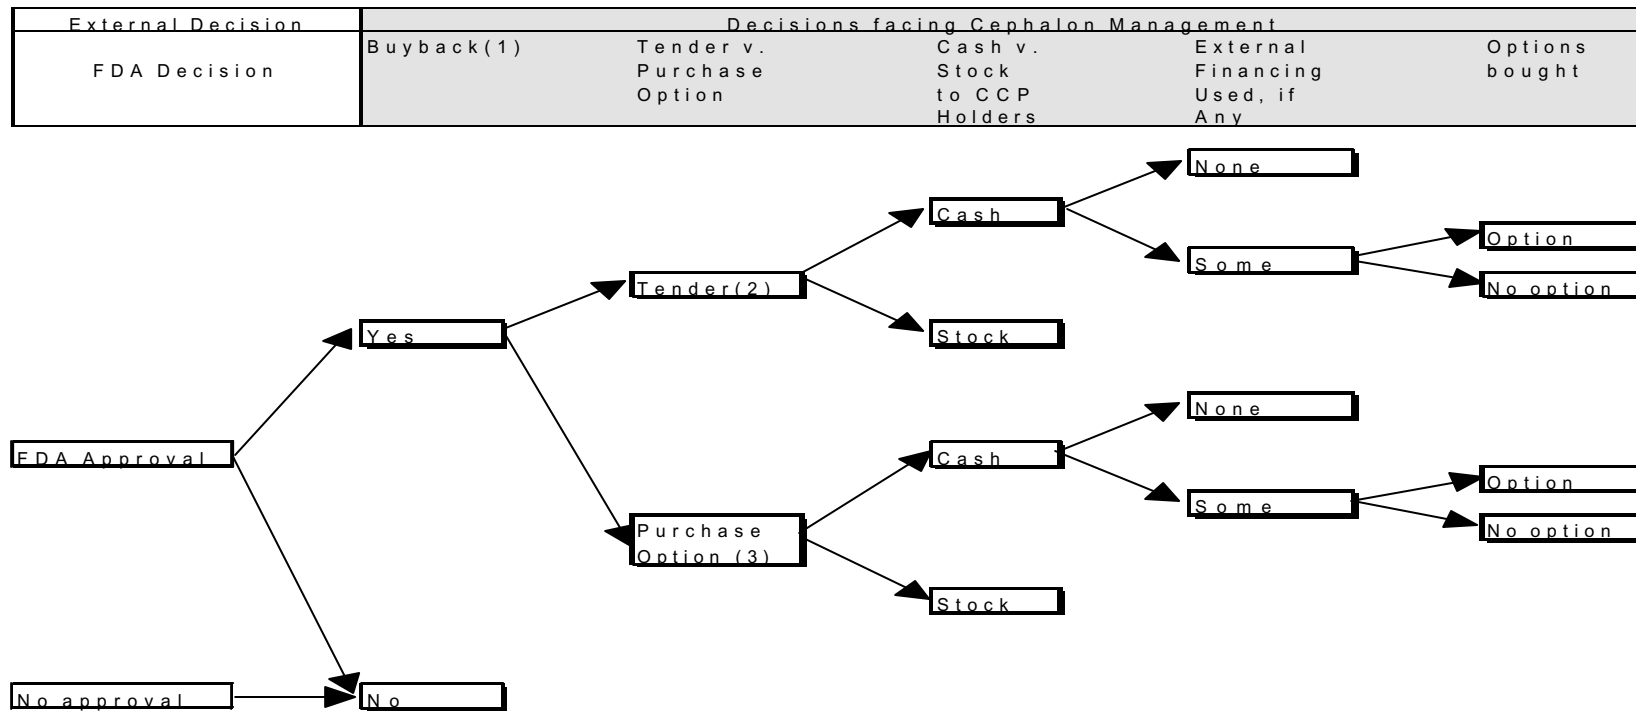 External Decision
Decisions facing Cephalon Management
FDA Decision
Buyback(1)
Tender v.
Purchase
Option
Cash v.
Stock
to CCP
Holders
External
Financing
Used, if
Any
Options
bought
None
Cash
Option
Some
Tender(2)
No option
Yes
Stock
None
FDA Approval
Cash
Option
Some
Purchase
Option (3)
No option
Stock
No approval
No